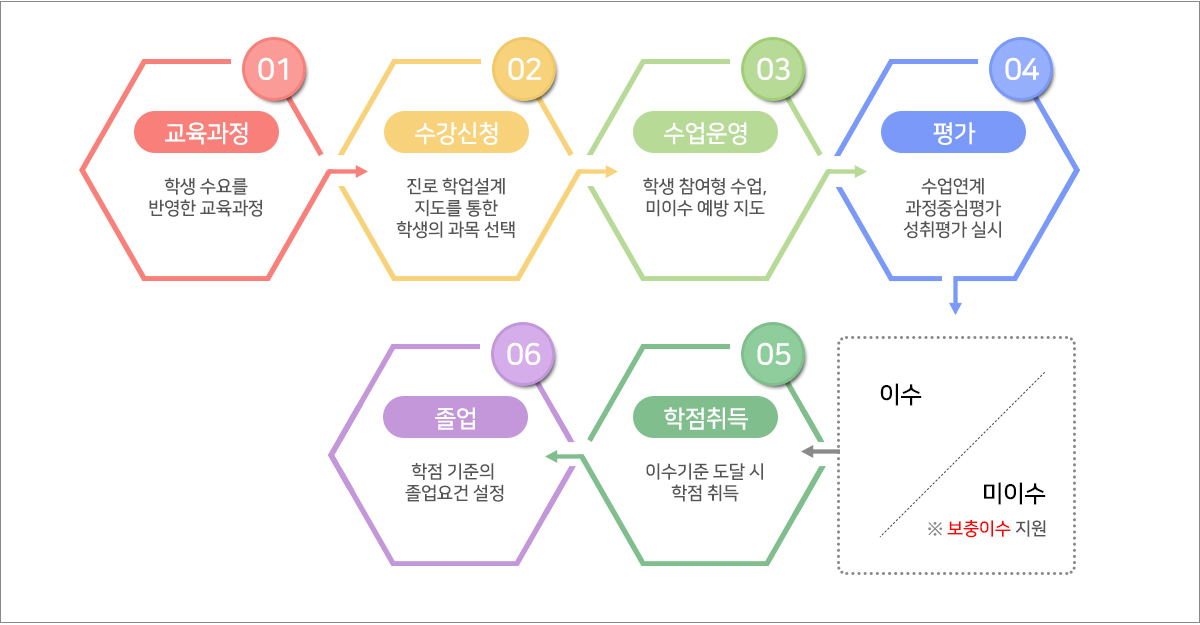 01
교육과정
학생 수요를
반영한 교육과정
02
수강신청
진로 학업설계
지도를 통한
학생의 과목 선택
03
수업운영
학생 참여형 수업,
미이수 예방 지도
04
평가
수업연계
과정중심평가
성취평가 실시
이수
미이수
※ 보충이수 지원
05
학점취득
이수기준 도달 시
학점 취득
06
졸업
학점 기준의
졸업요건 설정